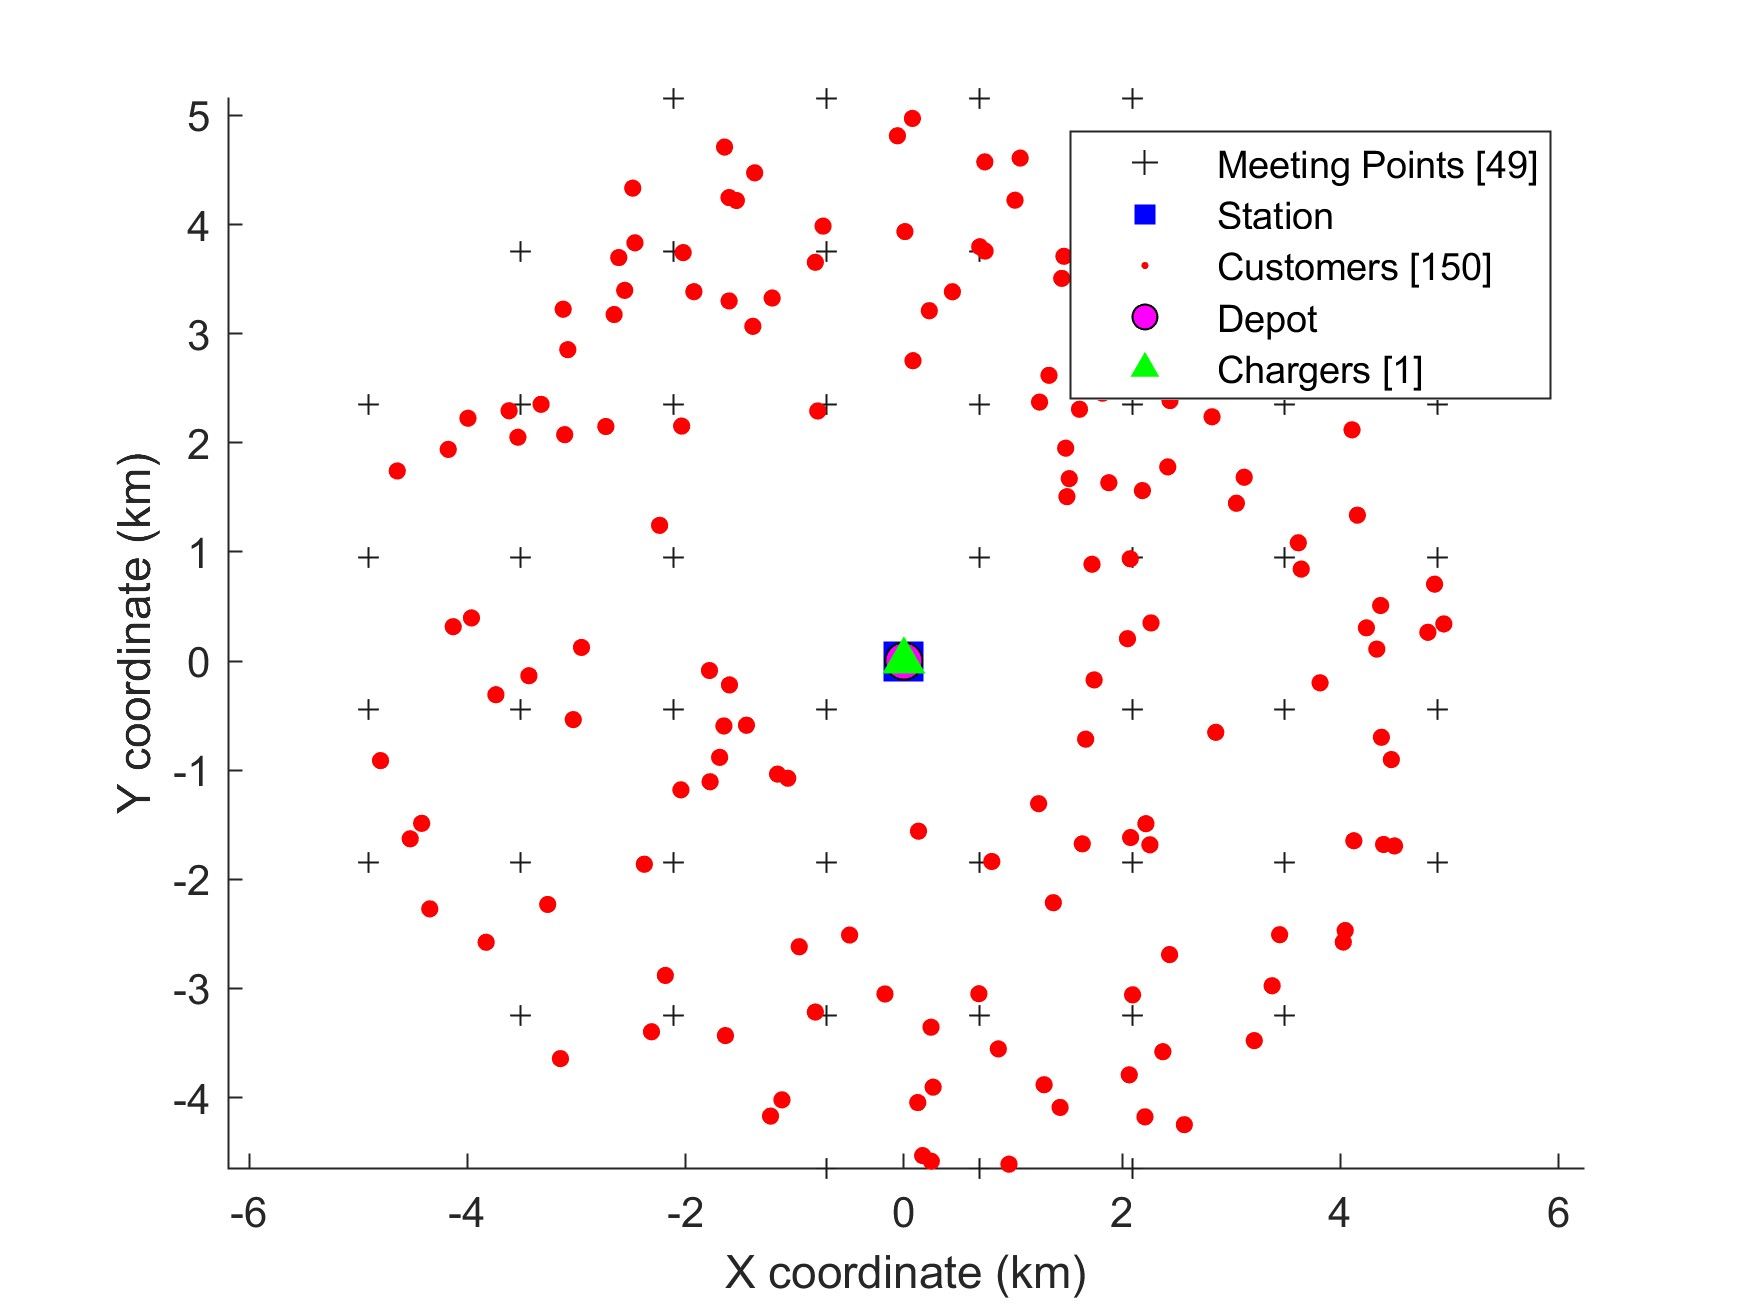 5
4
3
2
1
0
-1
-2
-3
-4
Y coordinate (km)
Meeting Points [49]
Station
Customers [150]
Depot
Chargers [1]
-6 -4 -2 0 2 4 6
X coordinate (km)